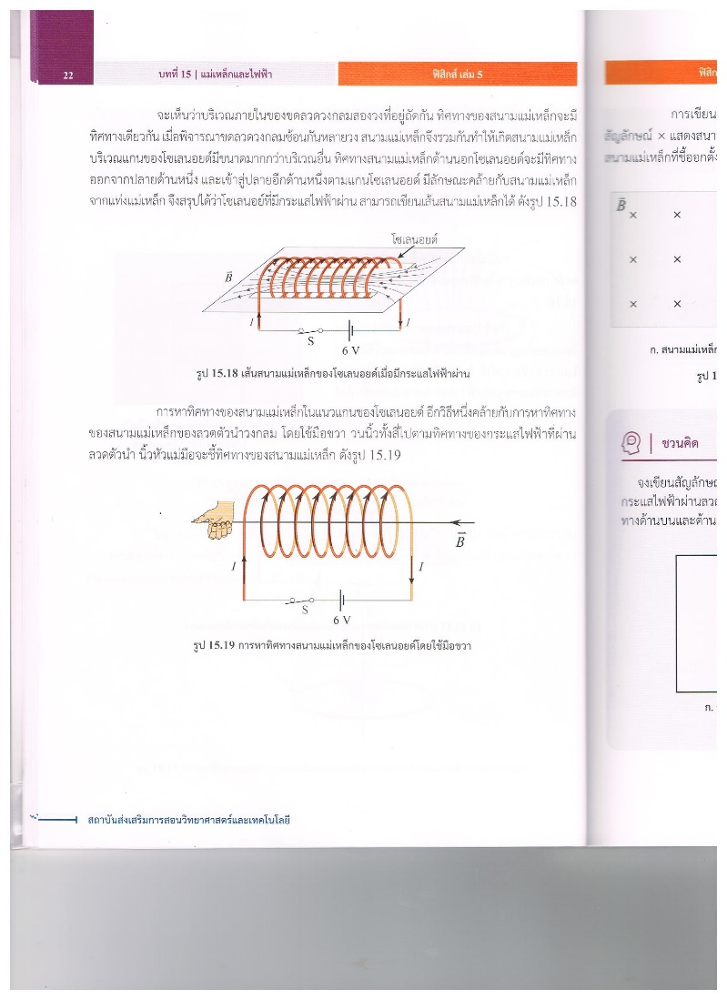 22
บทที่ 15 | แม่เหล็กและไฟฟ้า
ฟิสิกส์ เล่ม 5
จะเห็นว่าบริเวณภายในของขดลวดวงกลมสองวงที่อยู่ถัดกัน ทิศทางของสนามแม่เหล็กจะมี
ทิศทางเดียวกัน เมื่อพิจารณาขดลวดวงกลมซ้อนกันหลายวง สนามแม่เหล็กจึงรวมกันทำให้เกิดสนามแม่เหล็ก
บริเวณแกนของโซเลนอยด์มีขนาดมากกว่าบริเวณอื่น ทิศทางสนามแม่เหล็กด้านนอกโซเลนอยด์จะมีทิศทาง
ออกจากปลายด้านหนึ่ง และเข้าสู่ปลายอีกด้านหนึ่งตามแกนโซเลนอยด์ มีลักษณะคล้ายกับสนามแม่เหล็ก
จากแท่งแม่เหล็ก จึงสรุปได้ว่าโซเลนอย์ที่มีกระแสไฟฟ้าผ่าน สามารถเขียนเส้นสนามแม่เหล็กได้ ดังรูป 15.18
โซเลนอยด์
B⃗
I
I
S
6 V
รูป 15.18 เส้นสนามแม่เหล็กของโซเลนอยด์เมื่อมีกระแสไฟฟ้าผ่าน
การหาทิศทางของสนามแม่เหล็กในแนวแกนของโซเลนอยด์ อีกวิธีหนึ่งคล้ายกับการหาทิศทาง
ของสนามแม่เหล็กของลวดตัวนำวงกลม โดยใช้มือขวา วนนิ้วทั้งสี่ไปตามทิศทางของกระแสไฟฟ้าที่ผ่าน
ลวดตัวนำ นิ้วหัวแม่มือจะชี้ทิศทางของสนามแม่เหล็ก ดังรูป 15.19
B⃗
I
I
S
6 V
รูป 15.19 การหาทิศทางสนามแม่เหล็กของโซเลนอยด์โดยใช้มือขวา
สถาบันส่งเสริมการสอนวิทยาศาสตร์และเทคโนโลยี
การเขียน
สัญลักษณ์ × แสดงสนา
สนามแม่เหล็กที่ชี้ออกตั้ง
B⃗
× ×
× ×
× ×
ก. สนามแม่เหล็ก
รูป 1
ชวนคิด
จงเขียนสัญลักษณ
กระแสไฟฟ้าผ่านลว
ทางด้านบนและด้าน
ก.